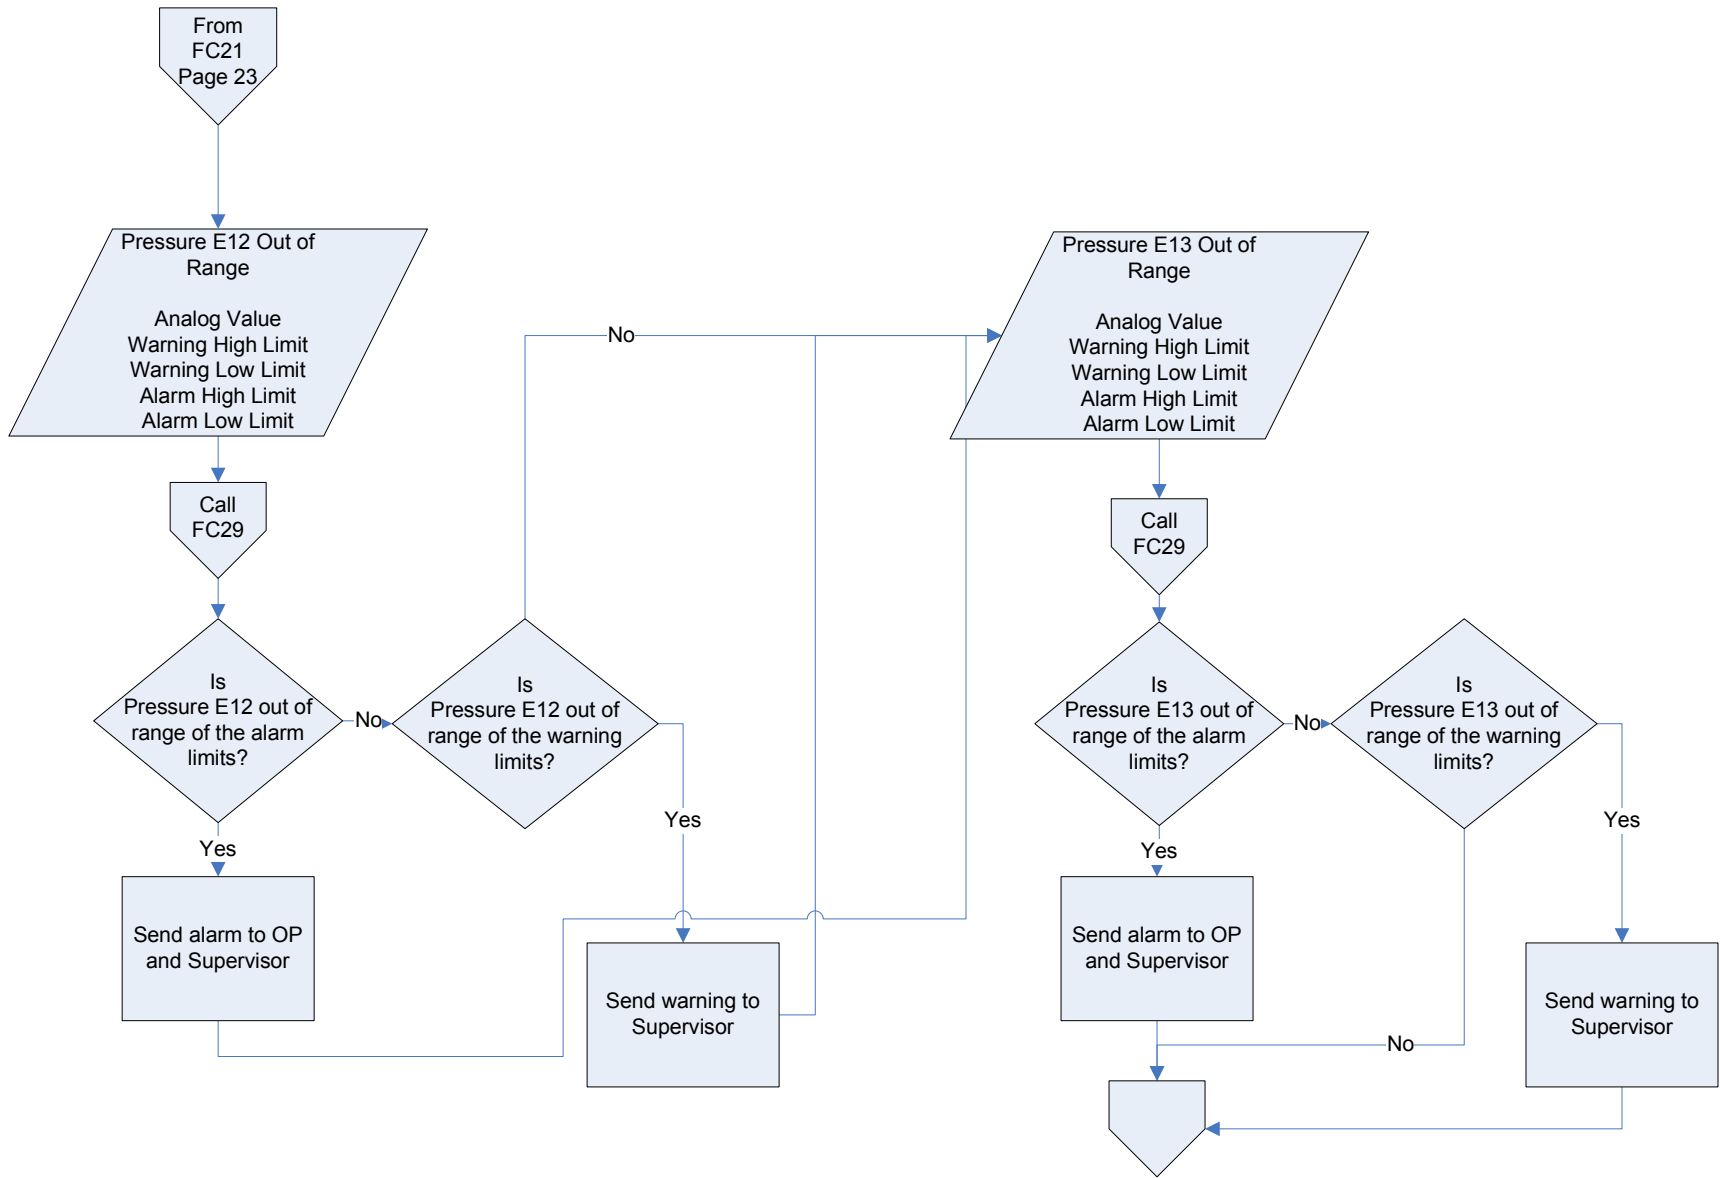 From
FC21
Page 23
Pressure E12 Out of
Range
Analog Value
Warning High Limit
Warning Low Limit
Alarm High Limit
Alarm Low Limit
Call
FC29
Is
Pressure E12 out of
range of the alarm
limits?
No
Is
Pressure E12 out of
range of the warning
limits?
No
Yes
Yes
Send alarm to OP
and Supervisor
Send warning to
Supervisor
Pressure E13 Out of
Range
Analog Value
Warning High Limit
Warning Low Limit
Alarm High Limit
Alarm Low Limit
Call
FC29
Is
Pressure E13 out of
range of the alarm
limits?
No
Is
Pressure E13 out of
range of the warning
limits?
Yes
Yes
Send alarm to OP
and Supervisor
No
Send warning to
Supervisor